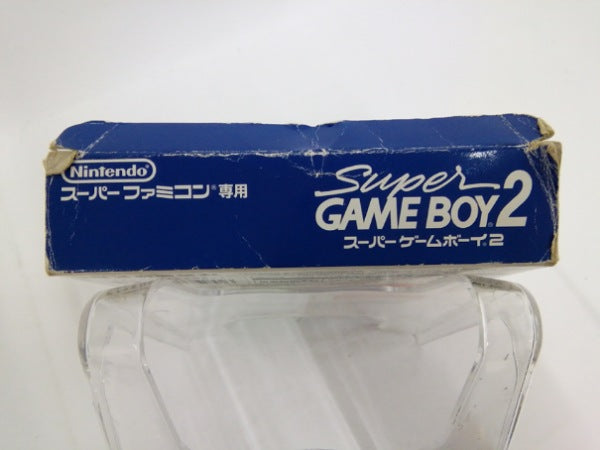 Nintendo
スーパーファミコン®専用
Super
GAME BOY®2
スーパーゲームボーイ®2